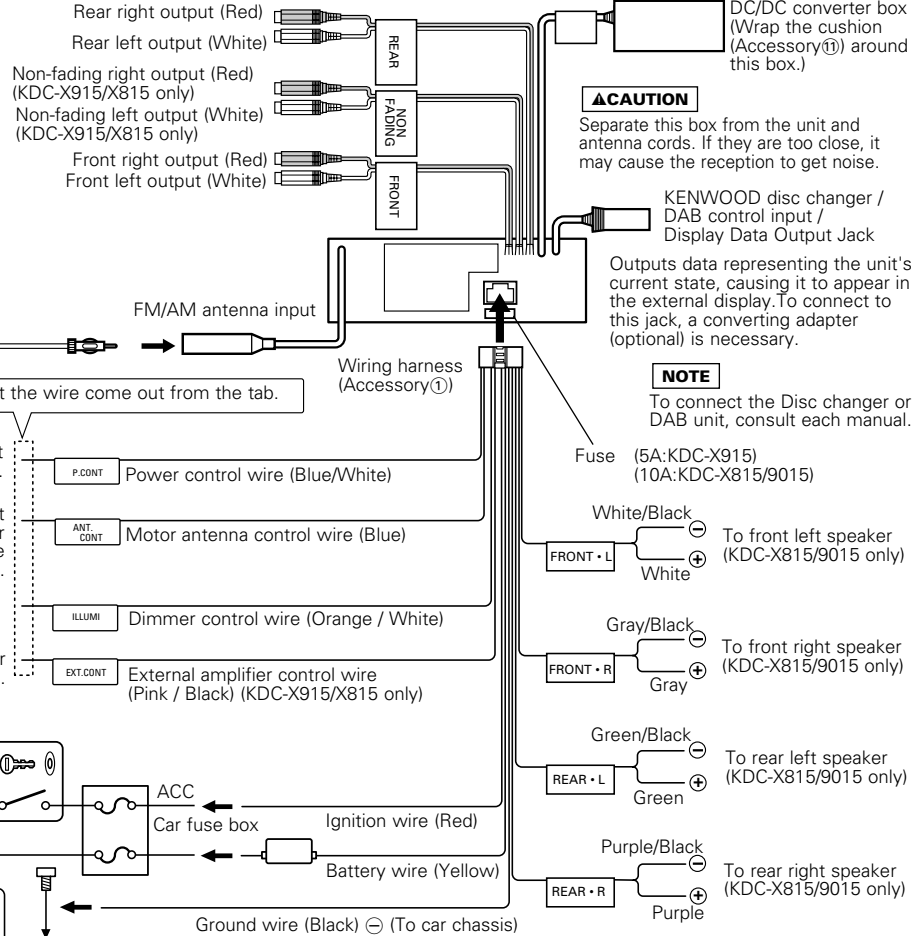 Rear right output (Red)
Rear left output (White)
REAR
Non-fading right output (Red)
(KDC-X915/X815 only)
Non-fading left output (White)
(KDC-X915/X815 only)
NON
FADING
Front right output (Red)
Front left output (White)
FRONT
DC/DC converter box
(Wrap the cushion
(Accessory⑪) around
this box.)
⚠CAUTION
Separate this box from the unit and
antenna cords. If they are too close, it
may cause the reception to get noise.
KENWOOD disc changer /
DAB control input /
Display Data Output Jack
Outputs data representing the unit's
current state, causing it to appear in
the external display.To connect to
this jack, a converting adapter
(optional) is necessary.
NOTE
To connect the Disc changer or
DAB unit, consult each manual.
FM/AM antenna input
Wiring harness
(Accessory①)
Fuse (5A:KDC-X915)
(10A:KDC-X815/9015)
t the wire come out from the tab.
t
.
t
r
e
.
r
.
P.CONT
Power control wire (Blue/White)
ANT.
CONT
Motor antenna control wire (Blue)
ILLUMI
Dimmer control wire (Orange / White)
EXT.CONT
External amplifier control wire
(Pink / Black) (KDC-X915/X815 only)
White/Black
⊖
FRONT • L
⊕
White
To front left speaker
(KDC-X815/9015 only)
Gray/Black
⊖
FRONT • R
⊕
Gray
To front right speaker
(KDC-X815/9015 only)
Green/Black
⊖
REAR • L
⊕
Green
To rear left speaker
(KDC-X815/9015 only)
Purple/Black
⊖
REAR • R
⊕
Purple
To rear right speaker
(KDC-X815/9015 only)
ACC
Car fuse box
Ignition wire (Red)
Battery wire (Yellow)
Ground wire (Black) ⊖ (To car chassis)